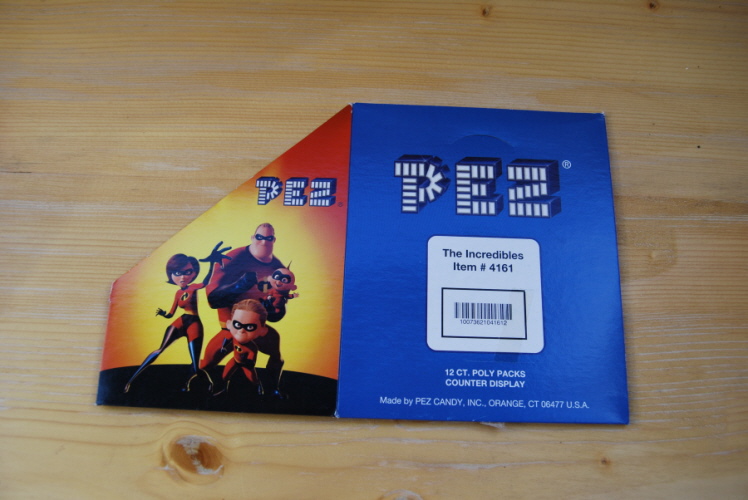 PEZ
PEZ®
The Incredibles
Item # 4161
10073621041612
12 CT. POLY PACKS
COUNTER DISPLAY
Made by PEZ CANDY, INC., ORANGE, CT 06477 U.S.A.